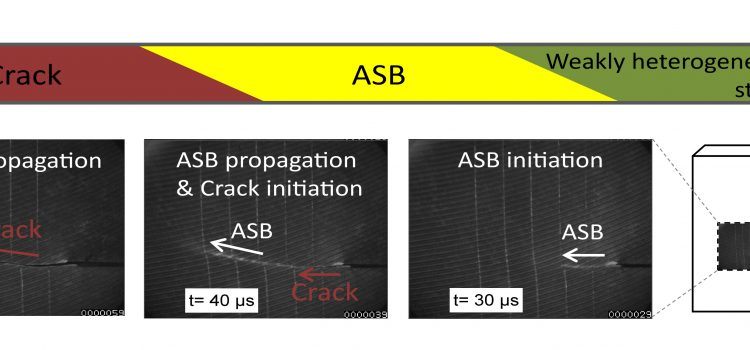 Crack
ASB
Weakly heterogene
st
opagation
rack
0000059
ASB propagation
& Crack initiation
ASB
Crack
t= 40 µs
0000039
ASB initiation
ASB
t= 30 µs
0000029